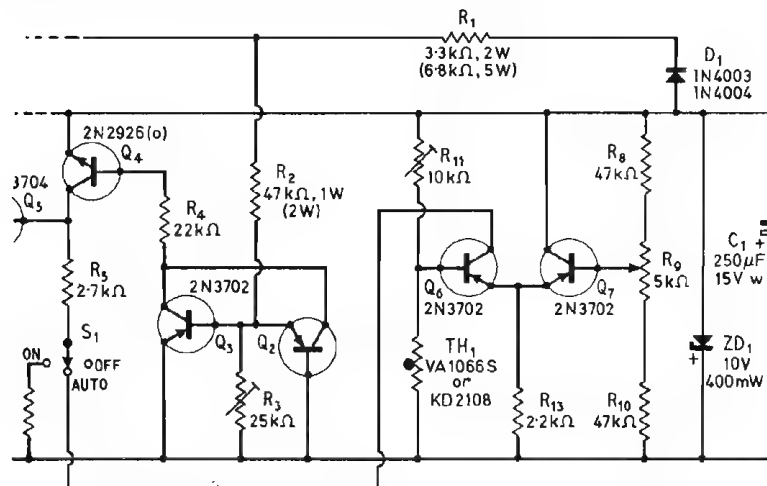 R1
3.3kΩ, 2W
(6.8kΩ, 5W)
D1
1N4003
1N4004
2N2926(o)
Q4
3704
Q5
R2
47kΩ, 1W
(2W)
R11
10kΩ
R8
47kΩ
R4
22kΩ
C1 +
250μF
15V w
R9
5kΩ
R5
2.7kΩ
2N3702
Q6
2N3702
Q7
2N3702
S1
Q3
Q2
TH1
VA1066S
or
KD2108
ZD1
10V
400mW
+
ON
OFF
AUTO
R3
25kΩ
R13
2.2kΩ
R10
47kΩ